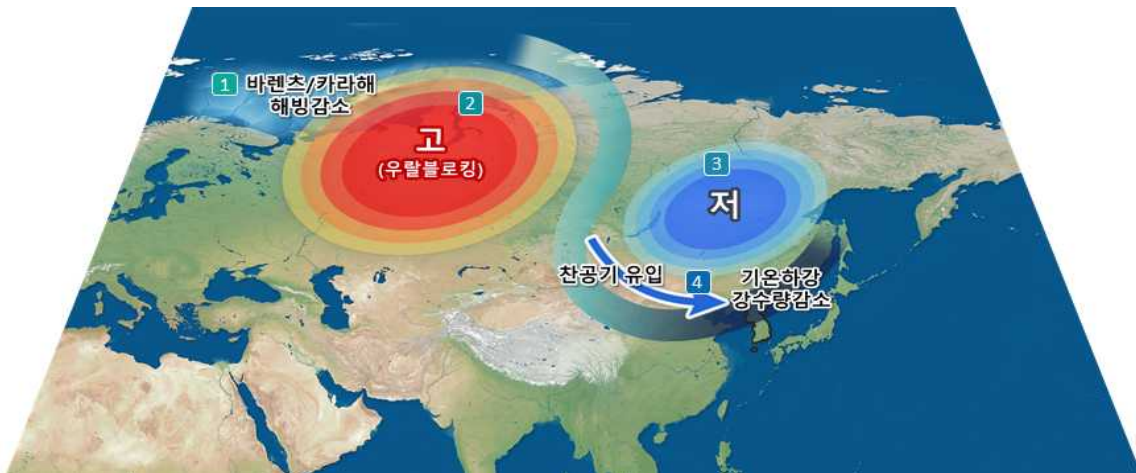 1 바렌츠/카라해
해빙감소
2
고
(우랄블로킹)
3
저
찬공기 유입
4
기온하강
강수량감소